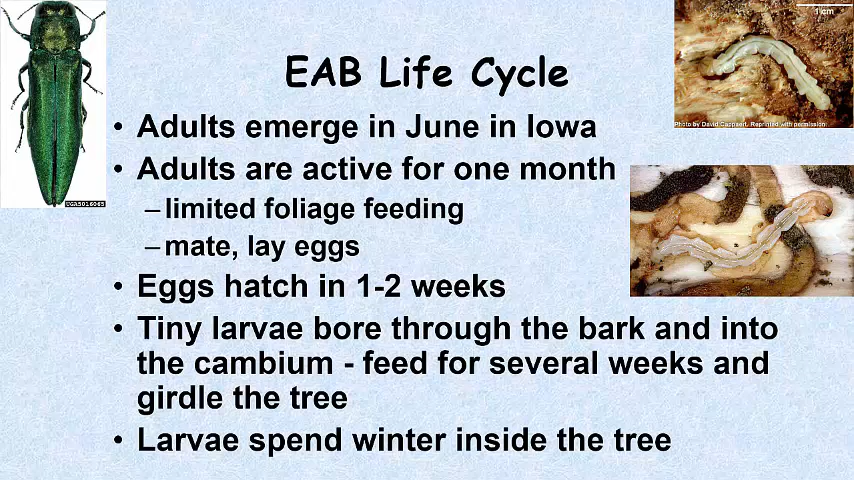 1 cm
EAB Life Cycle
Photo by David Cappaert. Reprinted with permission.
• Adults emerge in June in Iowa
• Adults are active for one month
– limited foliage feeding
UGA5016065
– mate, lay eggs
• Eggs hatch in 1-2 weeks
• Tiny larvae bore through the bark and into
the cambium - feed for several weeks and
girdle the tree
• Larvae spend winter inside the tree